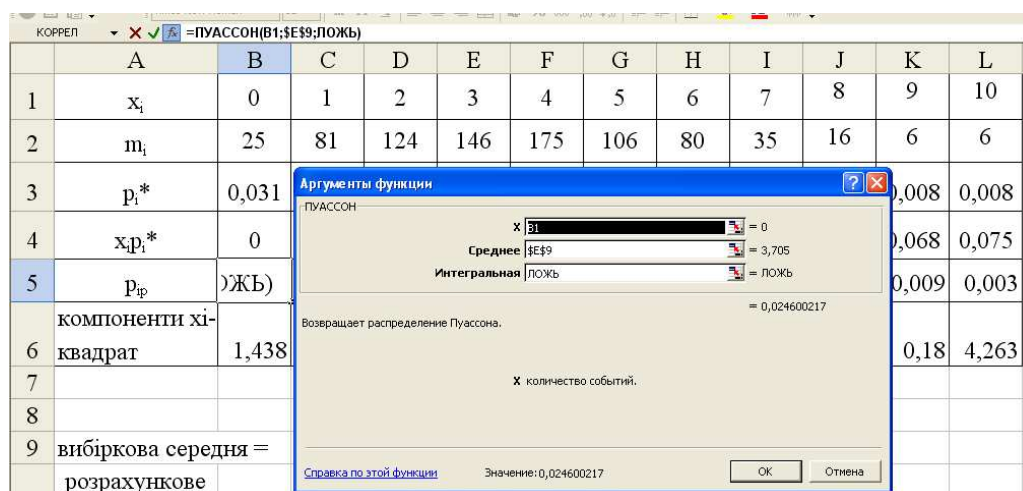 КОРРЕЛ =ПУАССОН(B1;$E$9;ЛОЖЬ)
A B C D E F G H I J K L
1 xi 0 1 2 3 4 5 6 7 8 9 10
2 mi 25 81 124 146 175 106 80 35 16 6 6
3 pi* 0,031 0,008 0,008
4 xipi* 0 0,068 0,075
5 pip ОЖЬ) 0,009 0,003
компоненти хі-
6 квадрат 1,438 0,18 4,263
7
8
9 вибіркова середня =
розрахункове
Аргументы функции
ПУАССОН
X B1 = 0
Среднее $E$9 = 3,705
Интегральная ЛОЖЬ = ЛОЖЬ
= 0,024600217
Возвращает распределение Пуассона.
X количество событий.
Справка по этой функции Значение:0,024600217 ОК Отмена